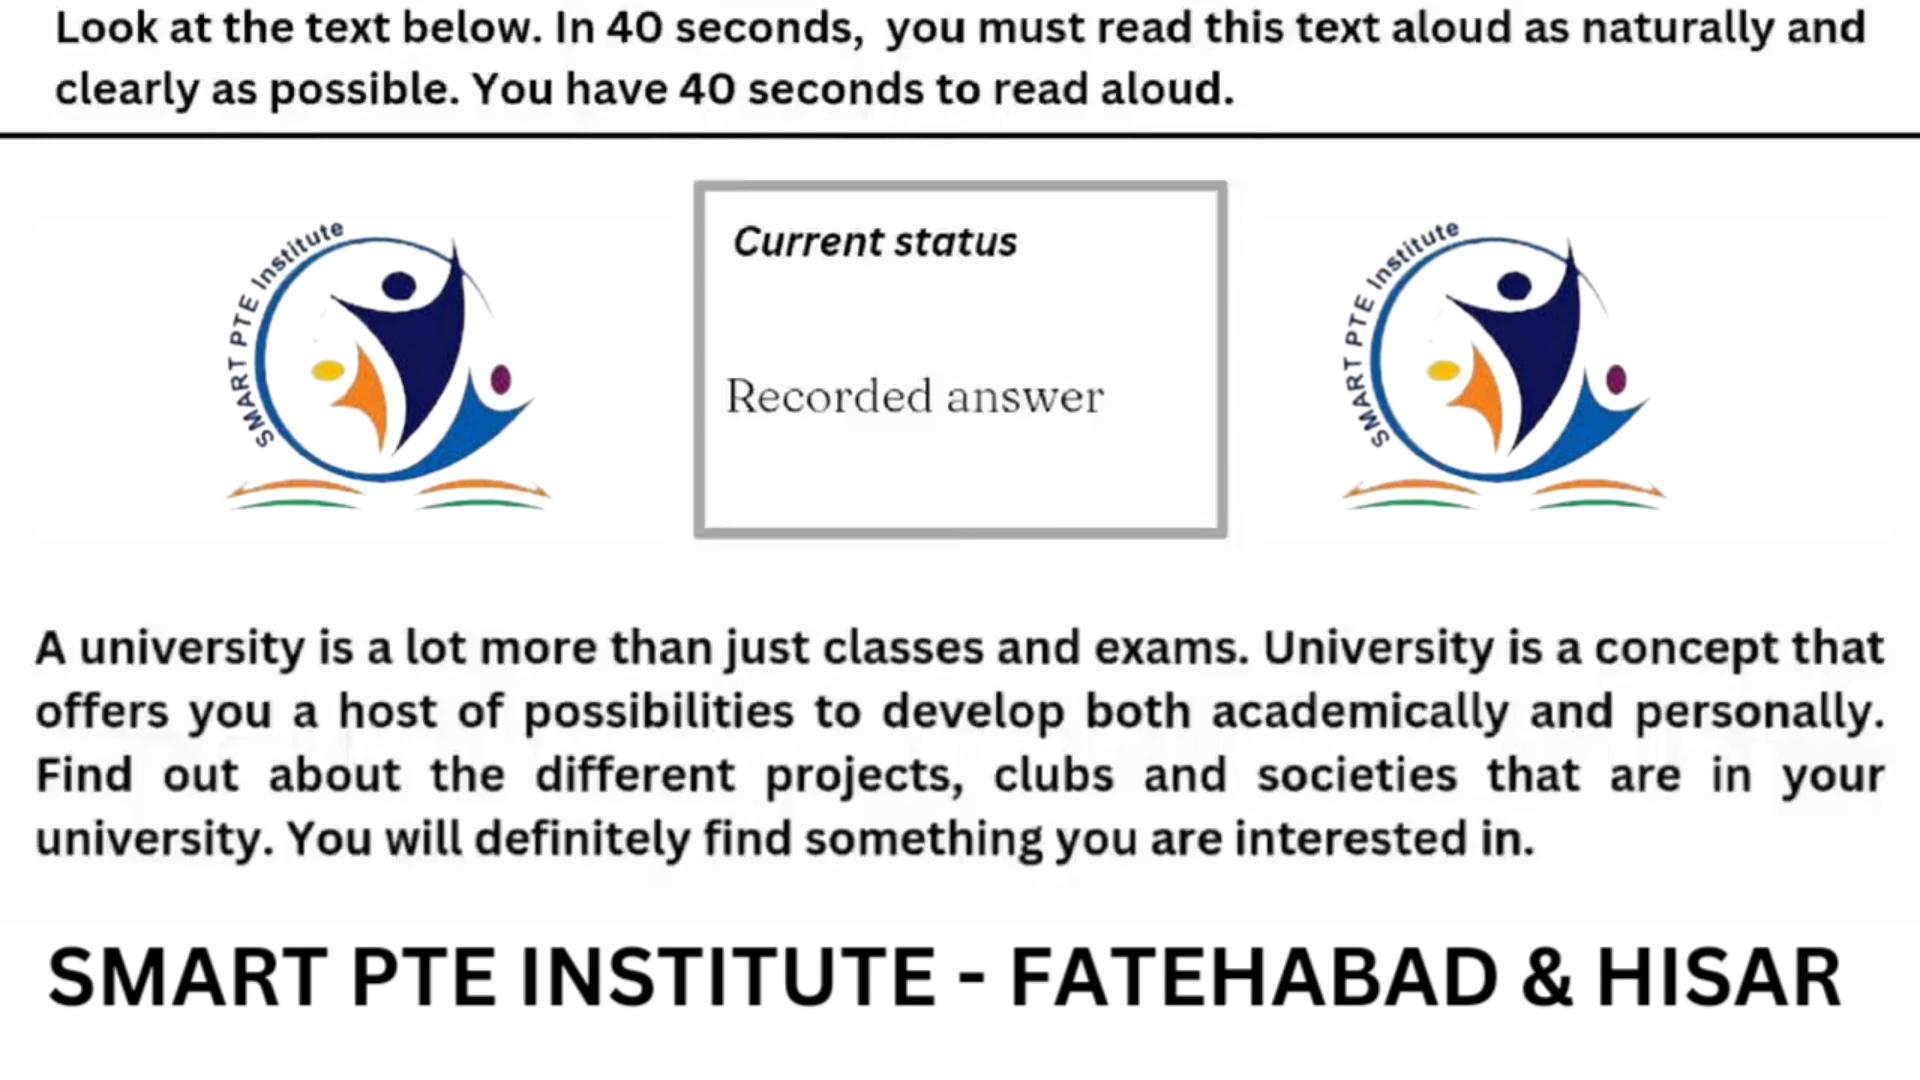 Look at the text below. In 40 seconds, you must read this text aloud as naturally and
clearly as possible. You have 40 seconds to read aloud.
SMART PTE Institute
Current status
Recorded answer
SMART PTE Institute
A university is a lot more than just classes and exams. University is a concept that
offers you a host of possibilities to develop both academically and personally.
Find out about the different projects, clubs and societies that are in your
university. You will definitely find something you are interested in.
SMART PTE INSTITUTE - FATEHABAD & HISAR